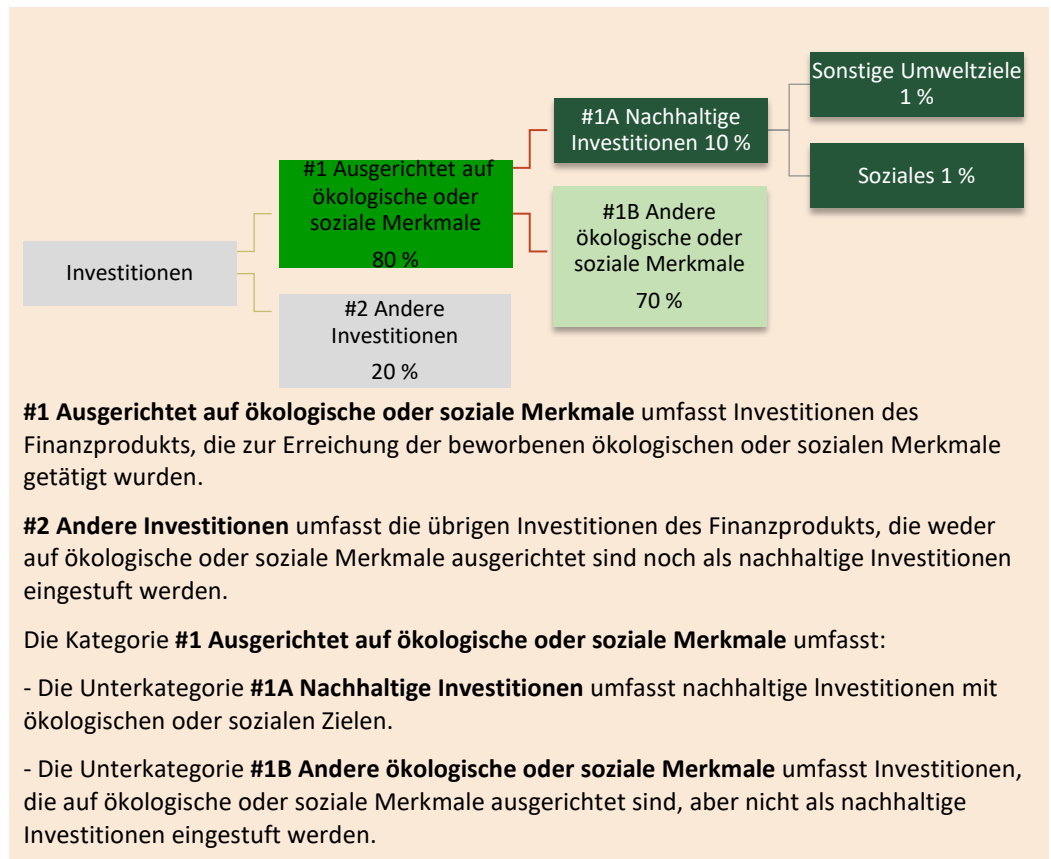 Investitionen
#1 Ausgerichtet auf
ökologische oder
soziale Merkmale
80 %
#2 Andere
Investitionen
20 %
#1A Nachhaltige
Investitionen 10 %
#1B Andere
ökologische oder
soziale Merkmale
70 %
Sonstige Umweltziele
1 %
Soziales 1 %
#1 Ausgerichtet auf ökologische oder soziale Merkmale umfasst Investitionen des
Finanzprodukts, die zur Erreichung der beworbenen ökologischen oder sozialen Merkmale
getätigt wurden.
#2 Andere Investitionen umfasst die übrigen Investitionen des Finanzprodukts, die weder
auf ökologische oder soziale Merkmale ausgerichtet sind noch als nachhaltige Investitionen
eingestuft werden.
Die Kategorie #1 Ausgerichtet auf ökologische oder soziale Merkmale umfasst:
- Die Unterkategorie #1A Nachhaltige Investitionen umfasst nachhaltige lnvestitionen mit
ökologischen oder sozialen Zielen.
- Die Unterkategorie #1B Andere ökologische oder soziale Merkmale umfasst Investitionen,
die auf ökologische oder soziale Merkmale ausgerichtet sind, aber nicht als nachhaltige
Investitionen eingestuft werden.